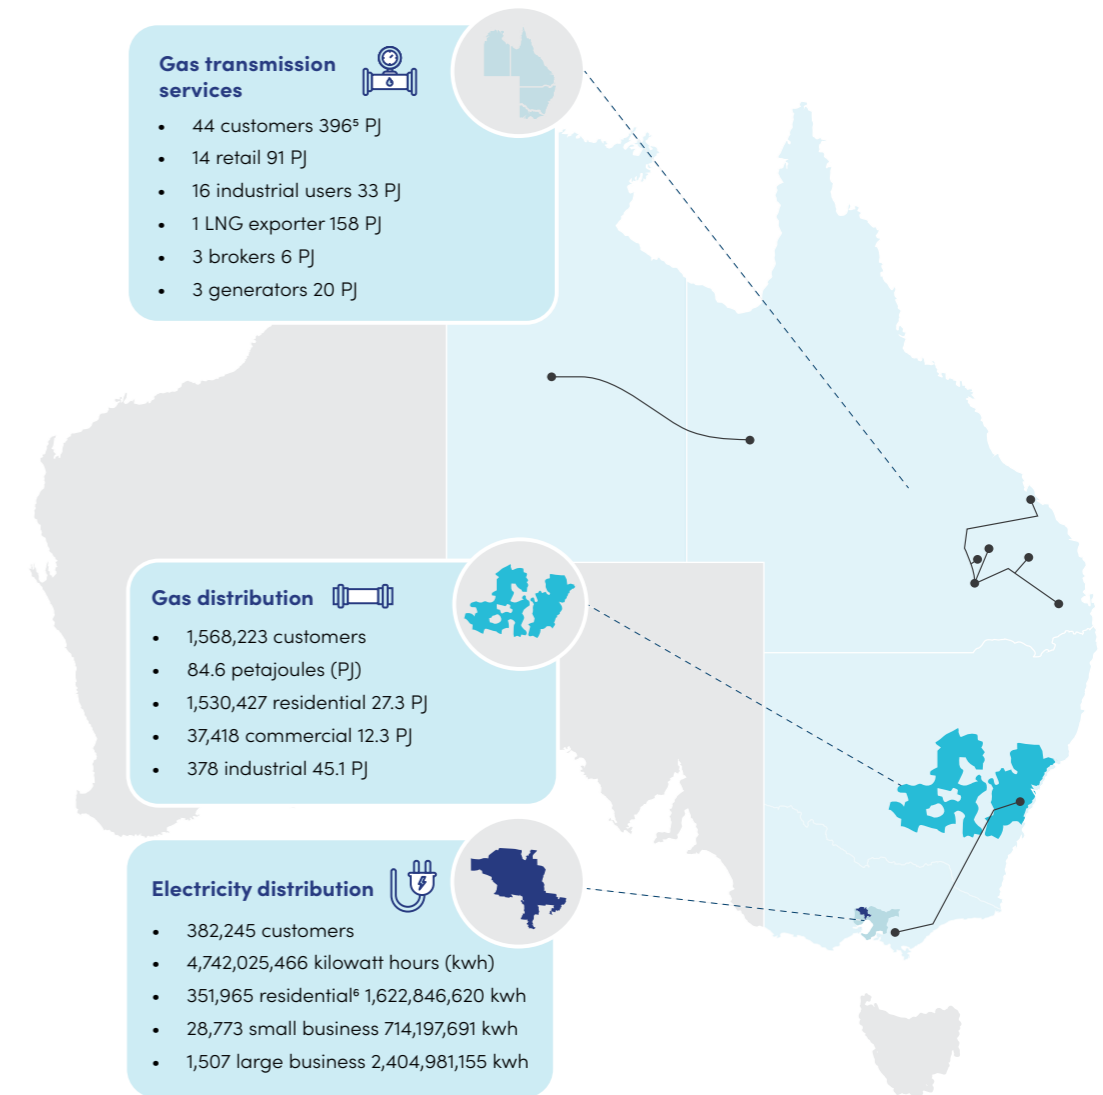 Gas transmission
services
• 44 customers 396⁵ PJ
• 14 retail 91 PJ
• 16 industrial users 33 PJ
• 1 LNG exporter 158 PJ
• 3 brokers 6 PJ
• 3 generators 20 PJ
Gas distribution
• 1,568,223 customers
• 84.6 petajoules (PJ)
• 1,530,427 residential 27.3 PJ
• 37,418 commercial 12.3 PJ
• 378 industrial 45.1 PJ
Electricity distribution
• 382,245 customers
• 4,742,025,466 kilowatt hours (kwh)
• 351,965 residential⁶ 1,622,846,620 kwh
• 28,773 small business 714,197,691 kwh
• 1,507 large business 2,404,981,155 kwh